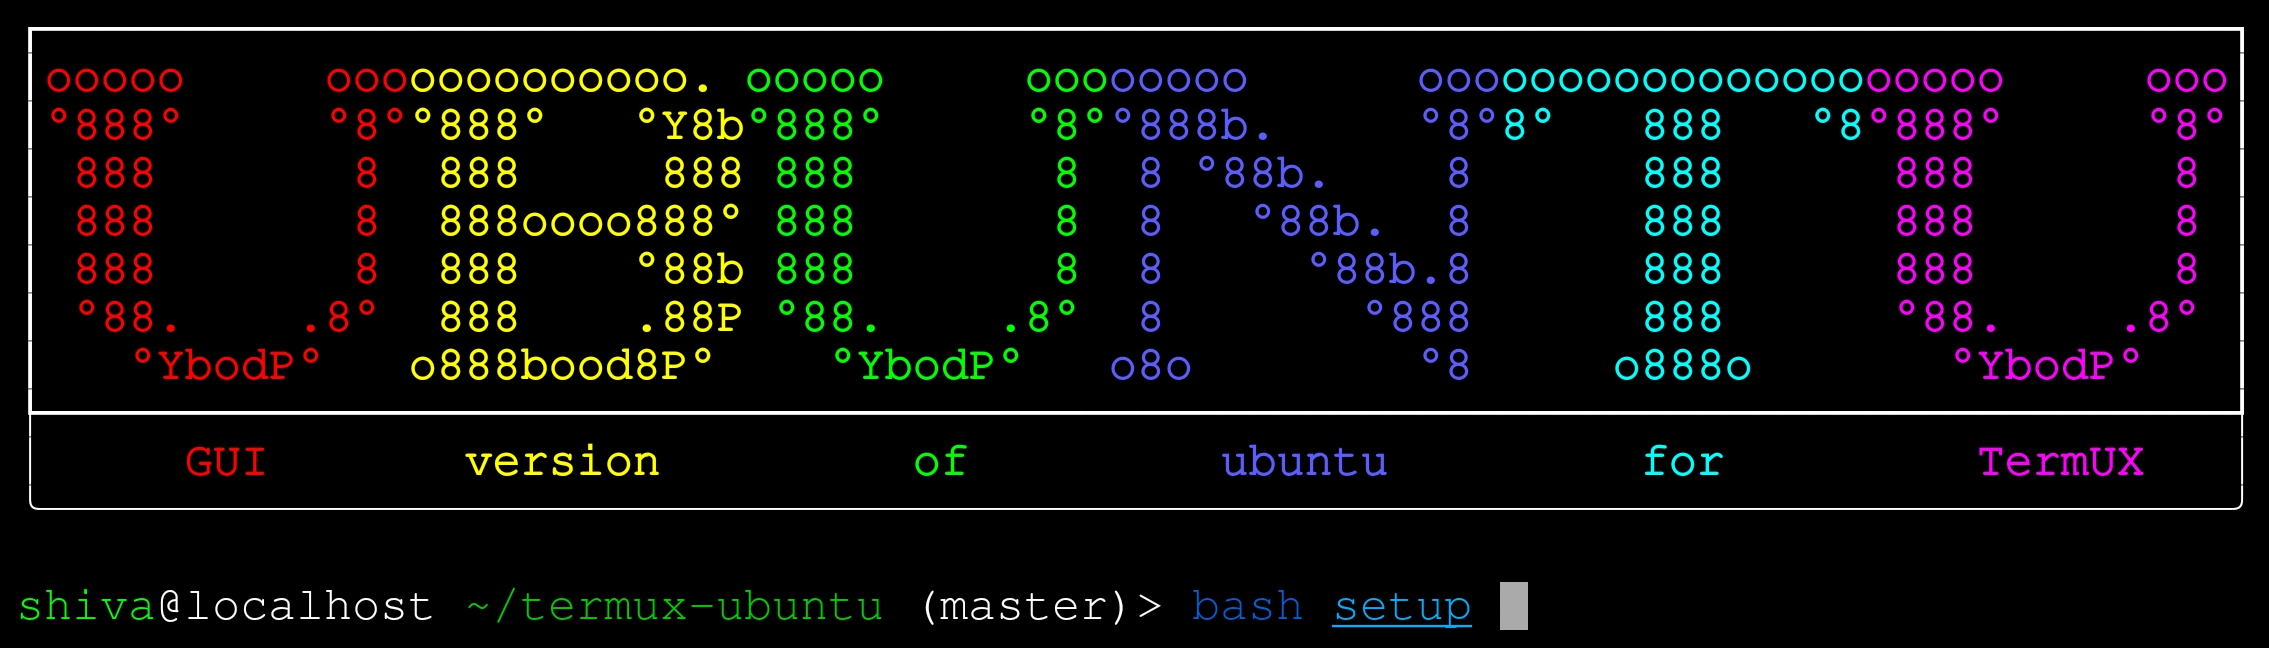 ooooo     ooooooooooooo. ooooo     oooooooo      oooooooooooooooooooo     ooo
°888°     °8°°888°   °Y8b°888°     °8°°888b.     °8°8°   888   °8°888°     °8°
 888       8  888     888 888       8  8 °88b.    8      888      888       8
 888       8  888oooo888° 888       8  8   °88b.  8      888      888       8
 888       8  888    °88b 888       8  8     °88b.8      888      888       8
 °88.    .8°  888    .88P °88.    .8°  8       °888      888      °88.    .8°
   °YbodP°   o888bood8P°    °YbodP°   o8o        °8     o888o       °YbodP°
GUI version of ubuntu for TermUX
shiva@localhost ~/termux-ubuntu (master)> bash setup